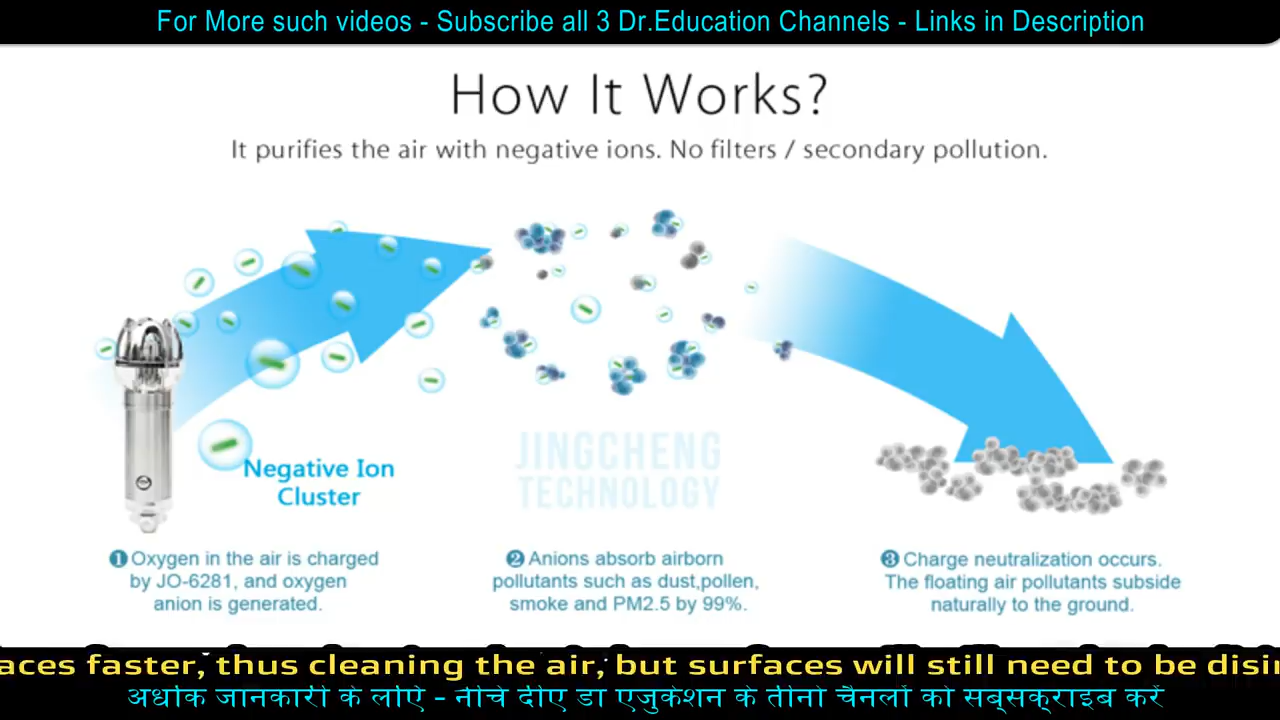 For More such videos - Subscribe all 3 Dr.Education Channels - Links in Description
How It Works?
It purifies the air with negative ions. No filters / secondary pollution.
Negative Ion
Cluster
JINGCHENG
TECHNOLOGY
❶ Oxygen in the air is charged
by JO-6281, and oxygen
anion is generated.
❷ Anions absorb airborn
pollutants such as dust,pollen,
smoke and PM2.5 by 99%.
❸ Charge neutralization occurs.
The floating air pollutants subside
naturally to the ground.
aces faster, thus cleaning the air, but surfaces will still need to be disin
अधिक जानकारी के लिए - नीचे दीए डॉ एजुकेशन के तीनों चैनलों को सब्सक्राइब करें